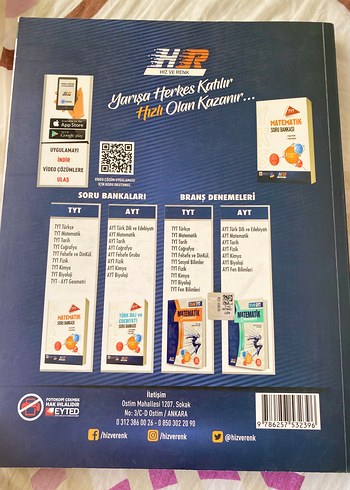 HR
HIZ VE RENK
Yarışa Herkes Katılır
Hızlı Olan Kazanır...
App Store
Google play
UYGULAMAYI
İNDİR
VİDEO ÇÖZÜMLERE
ULAŞ
MATEMATİK
SORU BANKASI
SORU BANKALARI
TYT
TYT Türkçe
TYT Matematik
TYT Tarih
TYT Coğrafya
TYT Felsefe ve DinKül.
TYT Fizik
TYT Kimya
TYT Biyoloji
TYT - AYT Geometri
AYT
AYT Türk Dili ve Edebiyatı
AYT Matematik
AYT Tarih
AYT Coğrafya
AYT Felsefe Grubu
AYT Fizik
AYT Kimya
AYT Biyoloji
BRANŞ DENEMELERİ
TYT
TYT Türkçe
TYT Matematik
TYT Tarih
TYT Coğrafya
TYT Felsefe ve DinKül.
TYT Sosyal Bilimler
TYT Fizik
TYT Kimya
TYT Biyoloji
TYT Fen Bilimleri
AYT
AYT Türk Dili ve Edebiyatı
AYT Matematik
AYT Tarih
AYT Coğrafya
AYT Fizik
AYT Kimya
AYT Biyoloji
AYT Fen Bilimleri
MATEMATİK
SORU BANKASI
TÜRK DİLİ ve
EDEBİYATI
SORU BANKASI
MATEMATİK
MATEMATİK
FOTOKOPİ ÇEKMEK
HAK İHLALİDİR
EYTED
İletişim
Ostim Mahallesi 1207. Sokak
No: 3/C-D Ostim / ANKARA
0 312 386 00 26 - 0 850 302 20 90
/hizverenk
/hizverenk
@hizverenk
9 786257 532396